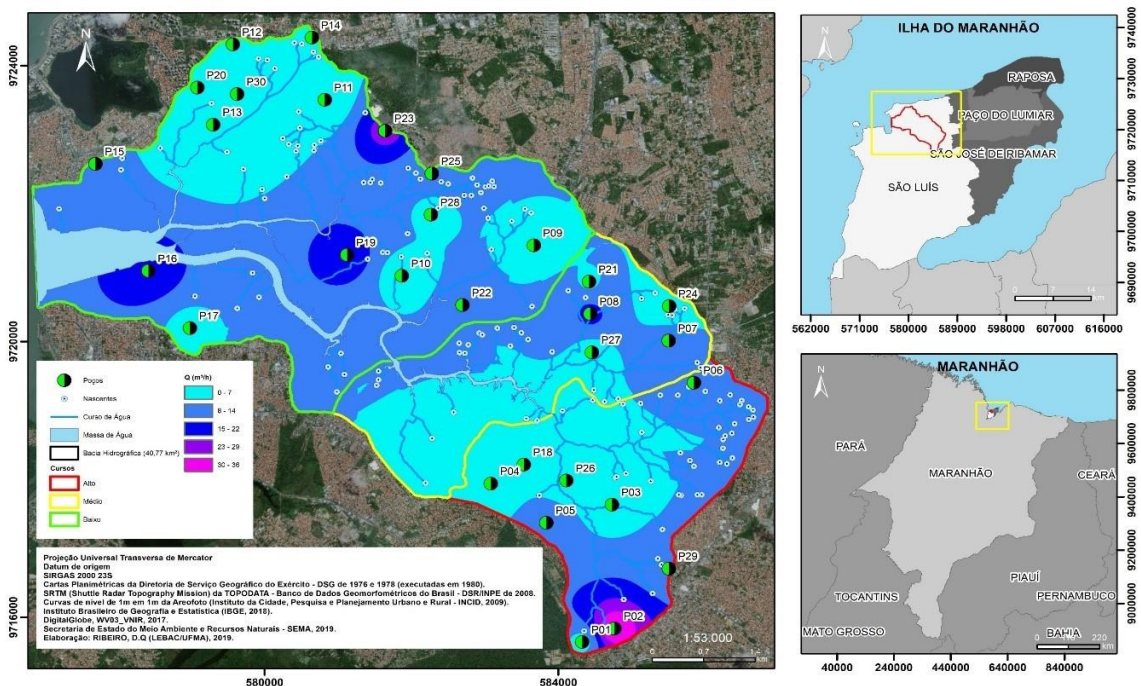 P14
P12
P20
P30
P11
P13
P23
P15
P25
P28
P09
P19
P16
P10
P21
P22
P08
P24
P17
P07
P27
P06
P18
P04
P26
P03
P05
P29
P02
P01
9724000
9720000
9716000
580000
584000
N
Poços
Nascentes
Curso de Água
Massa de Água
Bacia Hidrográfica (40,77 km²)
Cursos
Alto
Médio
Baixo
Q (m³/h)
0 - 7
8 - 14
15 - 22
23 - 29
30 - 36
Projeção Universal Transversa de Mercator
Datum de origem
SIRGAS 2000 23S
Cartas Planimétricas da Diretoria de Serviço Geográfico do Exército - DSG de 1976 e 1978 (executadas em 1980).
SRTM (Shuttle Radar Topography Mission) da TOPODATA - Banco de Dados Geomorfométricos do Brasil - DSR/INPE de 2008.
Curvas de nível de 1m em 1m da Areofoto (Instituto da Cidade, Pesquisa e Planejamento Urbano e Rural - INCID, 2009).
Instituto Brasileiro de Geografia e Estatística (IBGE, 2018).
DigitalGlobe, WV03_VNIR, 2017.
Secretaria de Estado do Meio Ambiente e Recursos Naturais - SEMA, 2019.
Elaboração: RIBEIRO, D.Q (LEBAC/UFMA), 2019.
1:53.000
0 0,7 1,4
km
ILHA DO MARANHÃO
N
RAPOSA
PAÇO DO LUMIAR
SÃO JOSÉ DE RIBAMAR
SÃO LUÍS
0 7 14
km
9740000
9730000
9720000
9710000
9700000
9690000
562000 571000 580000 589000 598000 607000 616000
MARANHÃO
N
PARÁ
MARANHÃO
CEARÁ
PIAUÍ
TOCANTINS
PERNAMBUCO
MATO GROSSO
BAHIA
0 110 220
km
9800000
9600000
9400000
9200000
9000000
40000 240000 440000 640000 840000